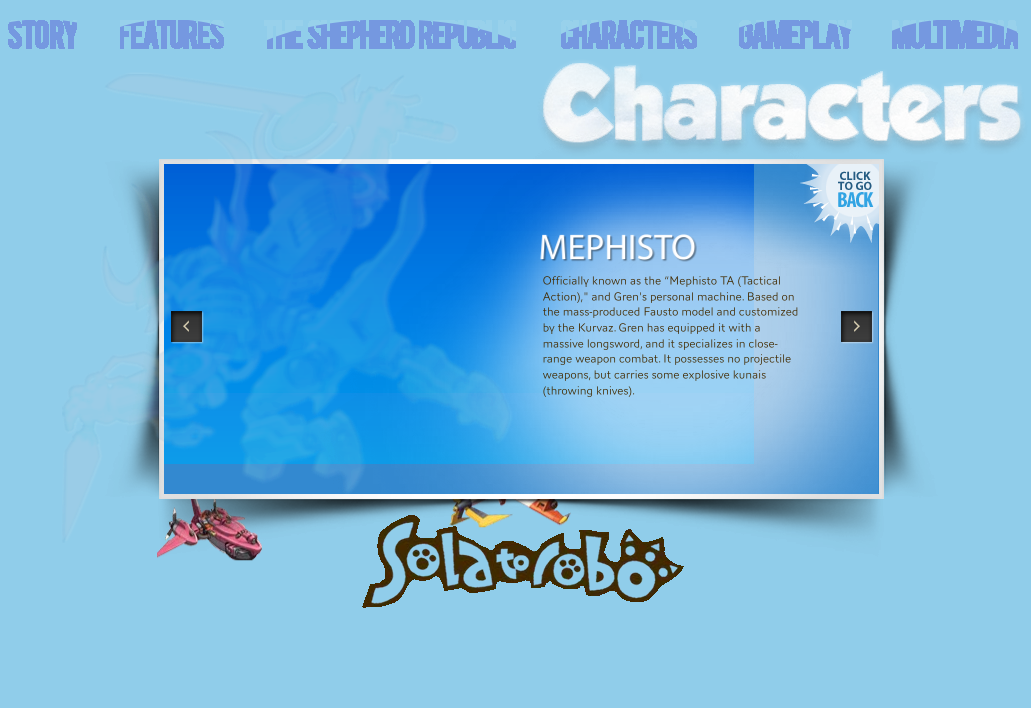 STORY FEATURES THE SHEPHERD REPUBLIC CHARACTERS GAMEPLAY MULTIMEDIA
Characters
CLICK
TO GO
BACK
MEPHISTO
Officially known as the “Mephisto TA (Tactical
Action),” and Gren’s personal machine. Based on
the mass-produced Fausto model and customized
by the Kurvaz. Gren has equipped it with a
massive longsword, and it specializes in close-
range weapon combat. It possesses no projectile
weapons, but carries some explosive kunais
(throwing knives).
Solatorobo